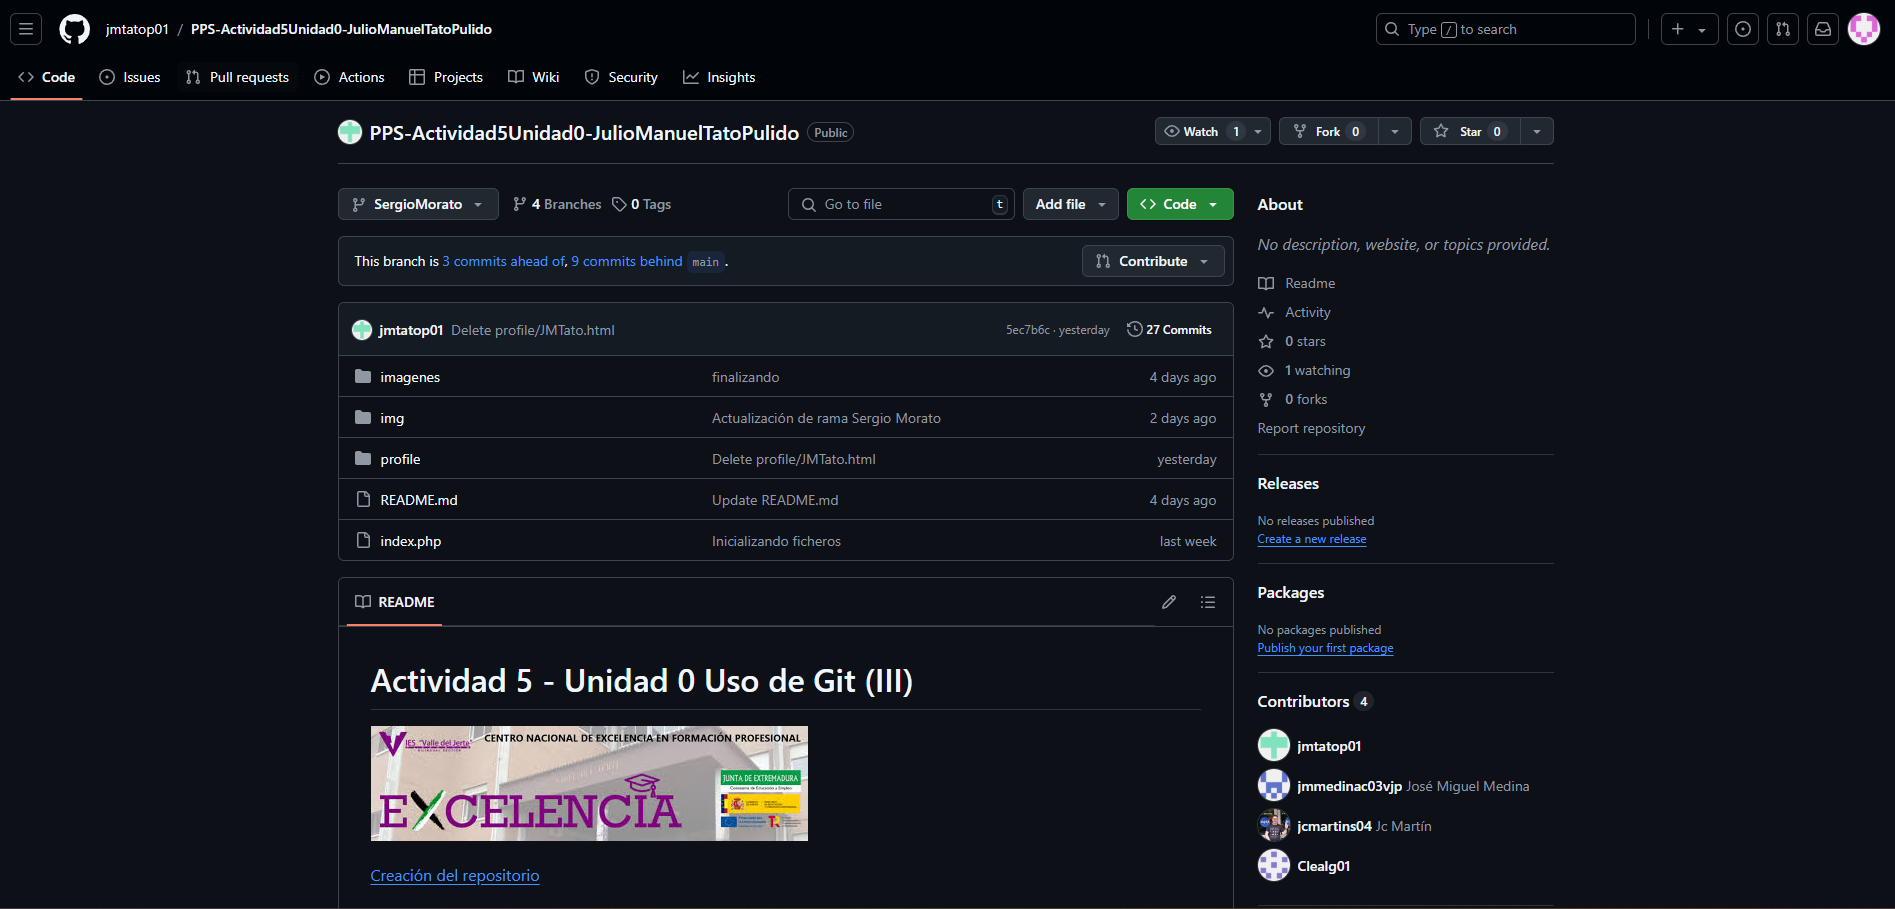 jmtatop01 / PPS-Actividad5Unidad0-JulioManuelTatoPulido
Type / to search
Code Issues Pull requests Actions Projects Wiki Security Insights
PPS-Actividad5Unidad0-JulioManuelTatoPulido Public
Watch 1 Fork 0 Star 0
SergioMorato 4 Branches 0 Tags
Go to file t Add file Code
This branch is 3 commits ahead of, 9 commits behind main .
Contribute
jmtatop01 Delete profile/JMTato.html 5ec7b6c · yesterday 27 Commits
imagenes finalizando 4 days ago
img Actualización de rama Sergio Morato 2 days ago
profile Delete profile/JMTato.html yesterday
README.md Update README.md 4 days ago
index.php Inicializando ficheros last week
README
Actividad 5 - Unidad 0 Uso de Git (III)
IES. "Valle del Jerte"
CENTRO NACIONAL DE EXCELENCIA EN FORMACIÓN PROFESIONAL
JUNTA DE EXTREMADURA
EXCELENCIA
Creación del repositorio
About
No description, website, or topics provided.
Readme
Activity
0 stars
1 watching
0 forks
Report repository
Releases
No releases published
Create a new release
Packages
No packages published
Publish your first package
Contributors 4
jmtatop01
jmmedinac03vjp José Miguel Medina
jcmartins04 Jc Martín
Clealg01